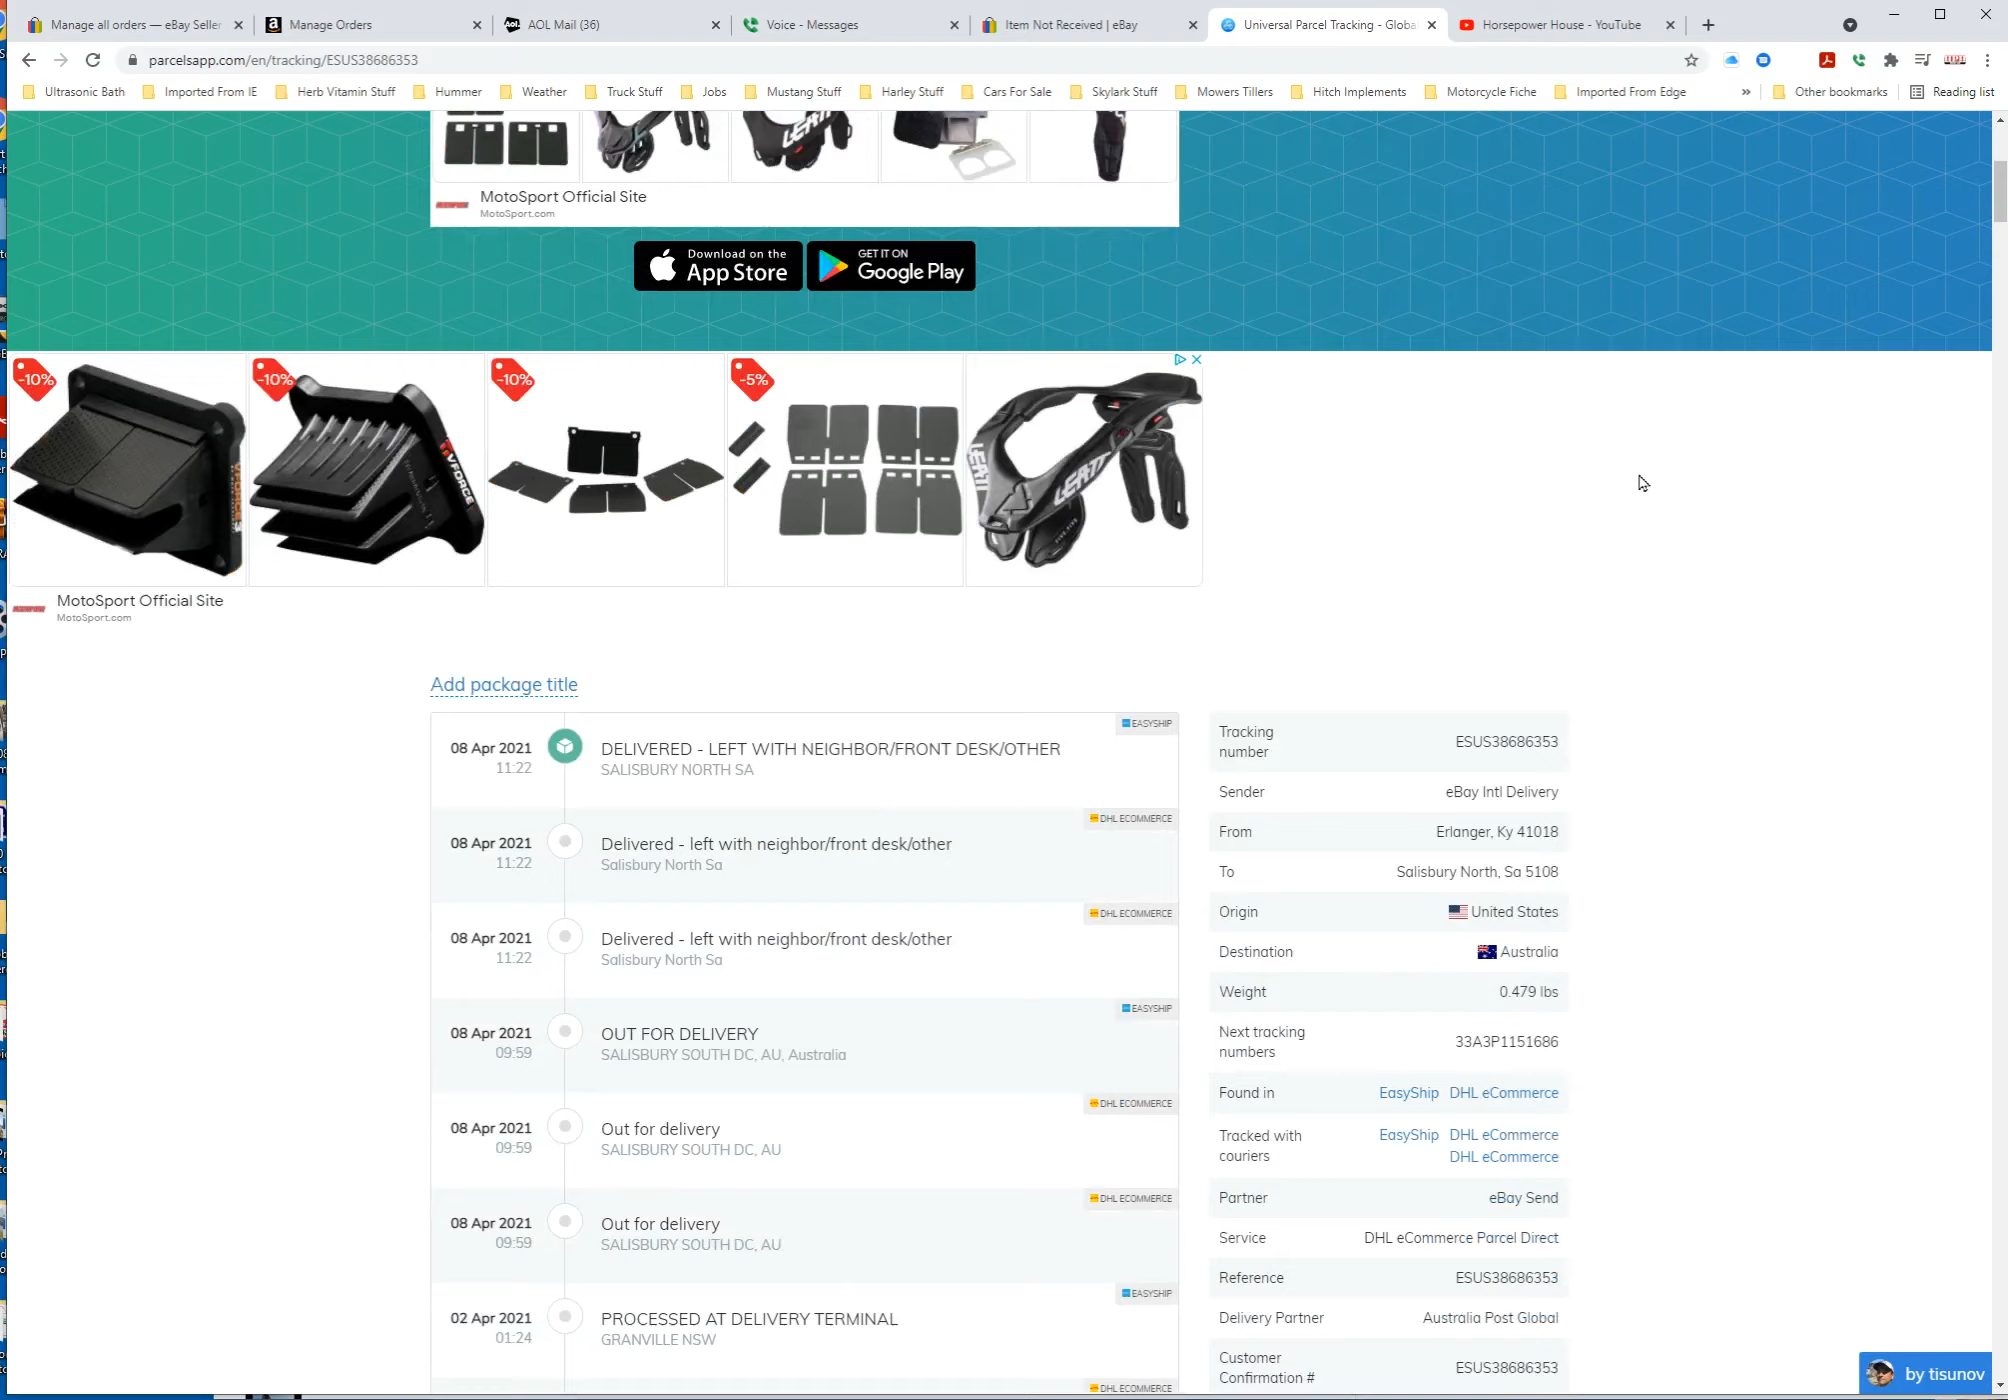 Manage all orders — eBay Seller
Manage Orders
AOL Mail (36)
Voice - Messages
Item Not Received | eBay
Universal Parcel Tracking - Global
Horsepower House - YouTube
parcelsapp.com/en/tracking/ESUS38686353
Ultrasonic Bath
Imported From IE
Herb Vitamin Stuff
Hummer
Weather
Truck Stuff
Jobs
Mustang Stuff
Harley Stuff
Cars For Sale
Skylark Stuff
Mowers Tillers
Hitch Implements
Motorcycle Fiche
Imported From Edge
»
Other bookmarks
Reading list
MotoSport Official Site
MotoSport.com
Download on the
App Store
GET IT ON
Google Play
-10%
-10%
-10%
-5%
VFORCE
LEATT
MotoSport Official Site
MotoSport.com
Add package title
EASYSHIP
08 Apr 2021
11:22
DELIVERED - LEFT WITH NEIGHBOR/FRONT DESK/OTHER
SALISBURY NORTH SA
DHL ECOMMERCE
08 Apr 2021
11:22
Delivered - left with neighbor/front desk/other
Salisbury North Sa
DHL ECOMMERCE
08 Apr 2021
11:22
Delivered - left with neighbor/front desk/other
Salisbury North Sa
EASYSHIP
08 Apr 2021
09:59
OUT FOR DELIVERY
SALISBURY SOUTH DC, AU, Australia
DHL ECOMMERCE
08 Apr 2021
09:59
Out for delivery
SALISBURY SOUTH DC, AU
DHL ECOMMERCE
08 Apr 2021
09:59
Out for delivery
SALISBURY SOUTH DC, AU
EASYSHIP
02 Apr 2021
01:24
PROCESSED AT DELIVERY TERMINAL
GRANVILLE NSW
DHL ECOMMERCE
Tracking
number
ESUS38686353
Sender
eBay Intl Delivery
From
Erlanger, Ky 41018
To
Salisbury North, Sa 5108
Origin
United States
Destination
Australia
Weight
0.479 lbs
Next tracking
numbers
33A3P1151686
Found in
EasyShip DHL eCommerce
Tracked with
couriers
EasyShip DHL eCommerce
DHL eCommerce
Partner
eBay Send
Service
DHL eCommerce Parcel Direct
Reference
ESUS38686353
Delivery Partner
Australia Post Global
Customer
Confirmation #
ESUS38686353
by tisunov